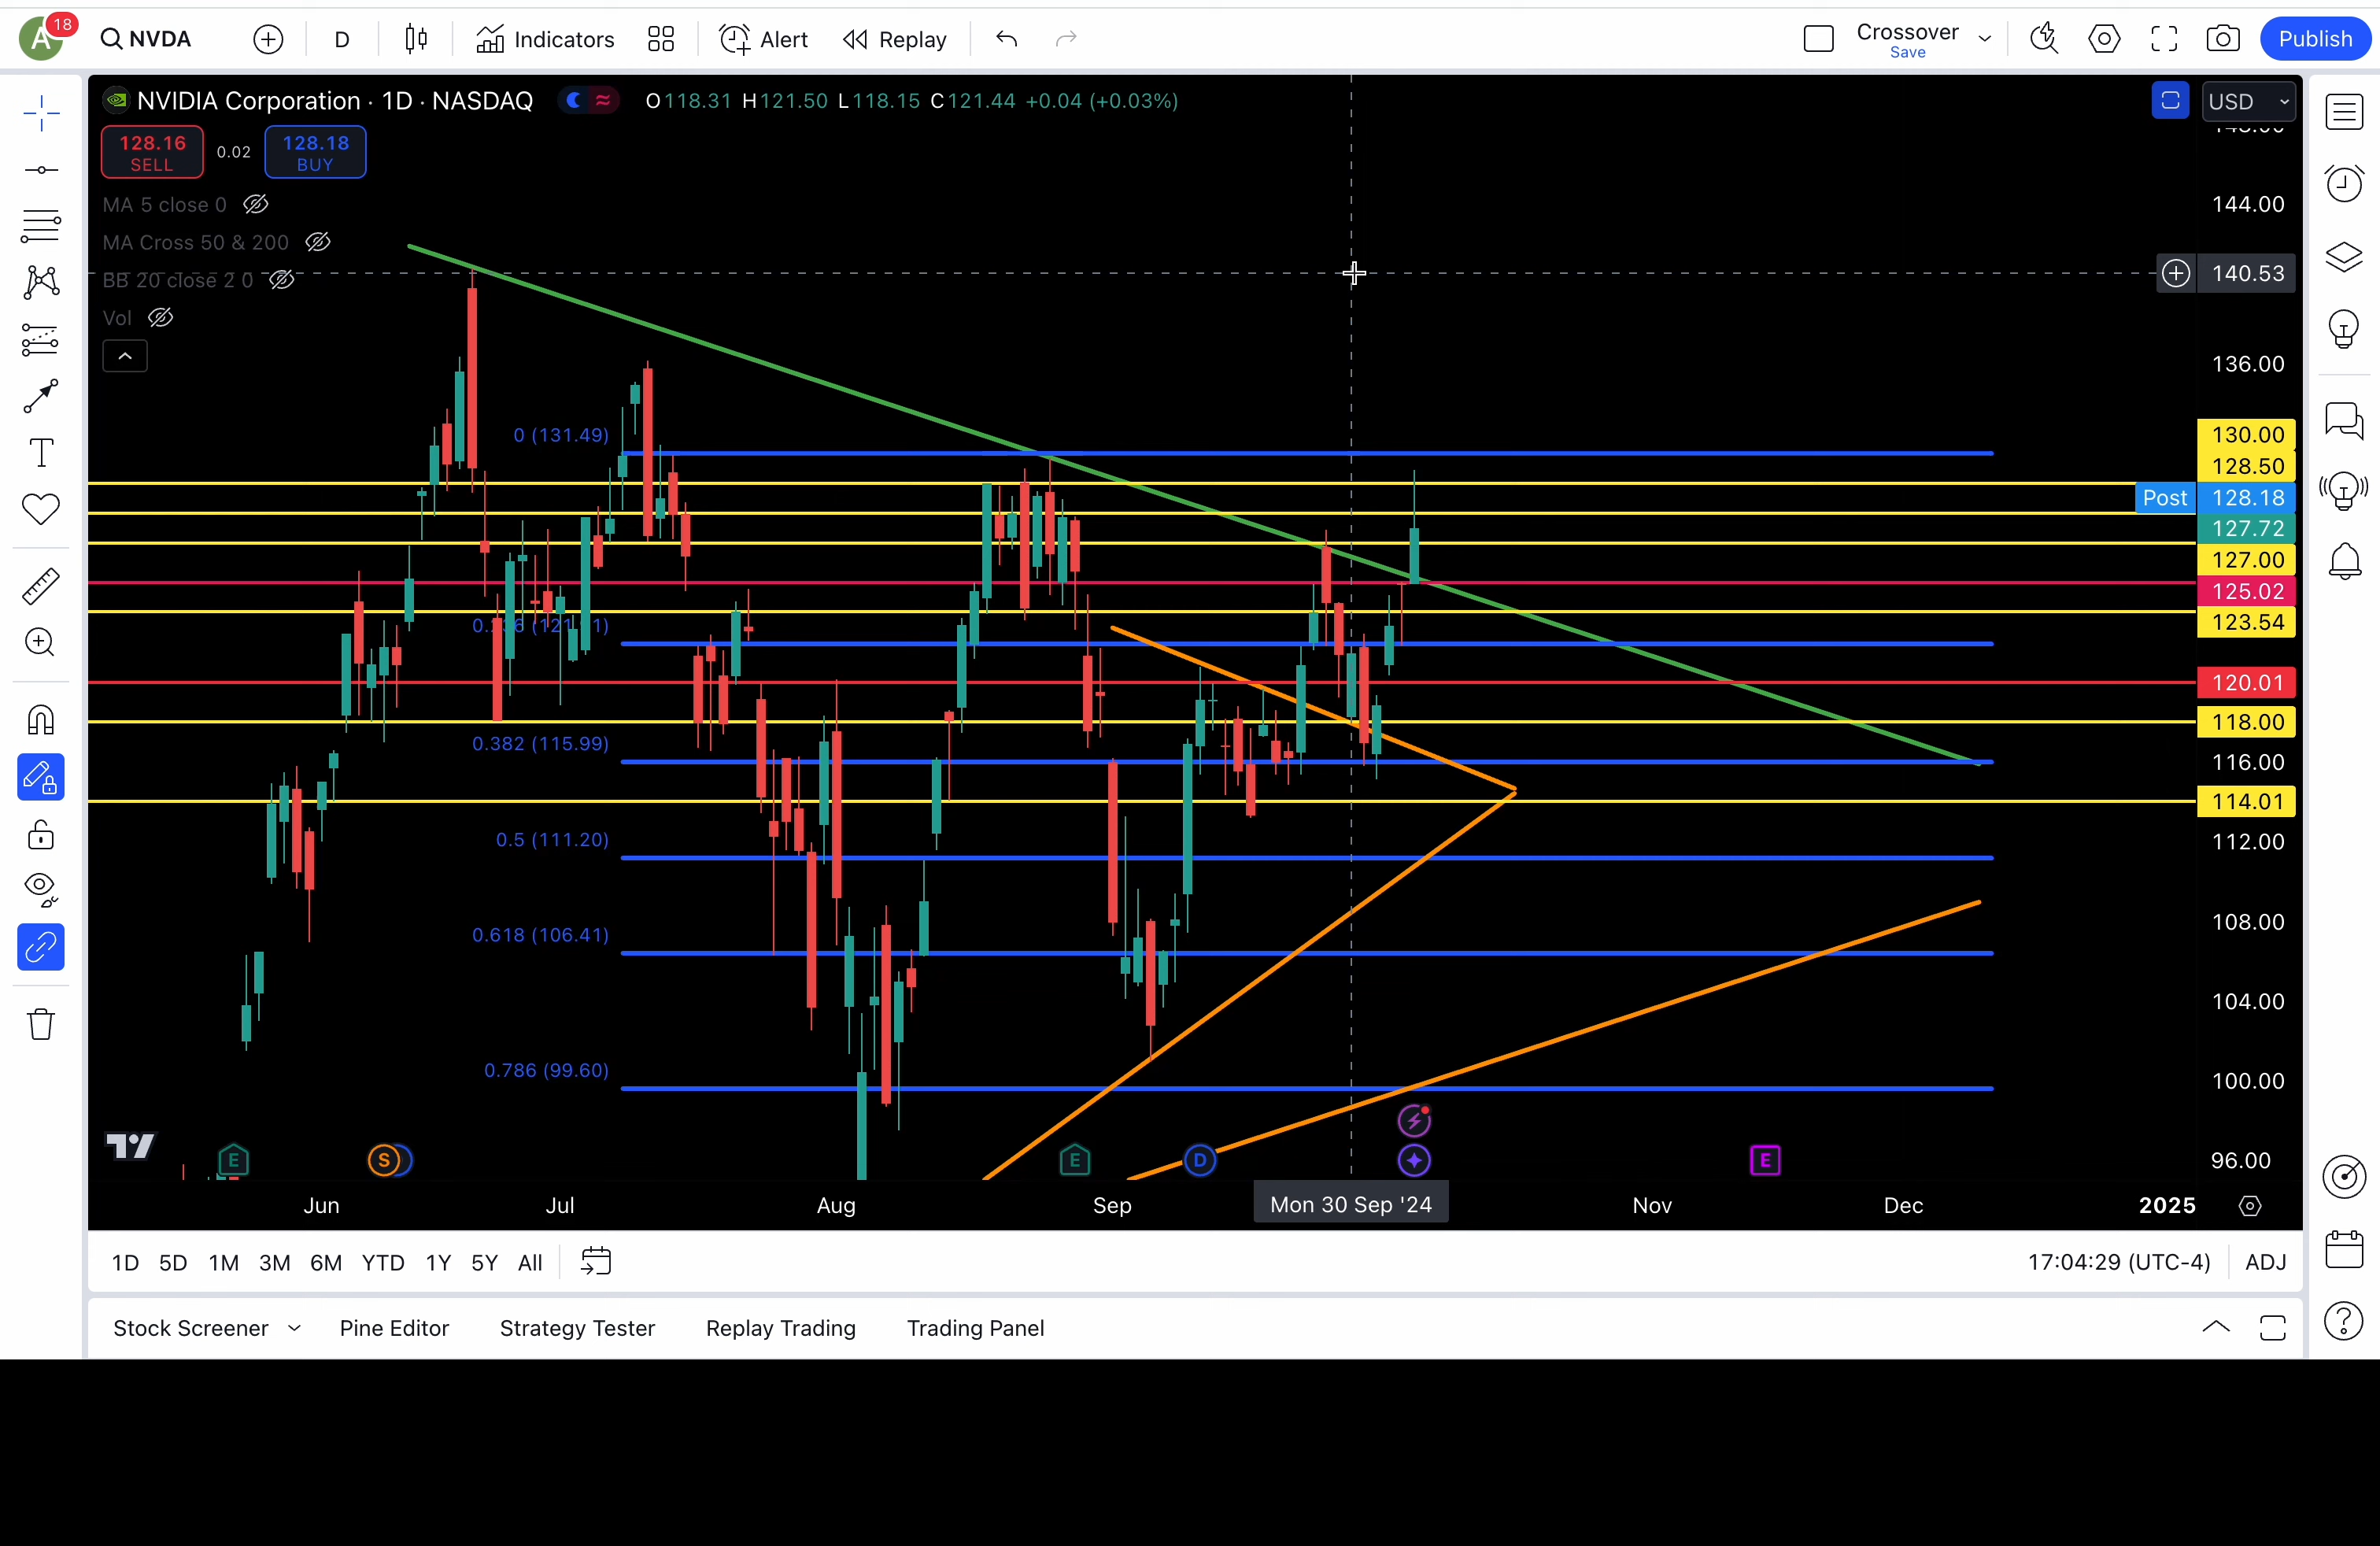 A 18 NVDA D Indicators Alert Replay Crossover Save Publish
NVIDIA Corporation · 1D · NASDAQ O118.31 H121.50 L118.15 C121.44 +0.04 (+0.03%) USD
128.16 SELL 0.02 128.18 BUY
MA 5 close 0
MA Cross 50 & 200
BB 20 close 2 0
Vol
144.00
140.53
136.00
0 (131.49)
130.00
128.50
Post 128.18
127.72
127.00
125.02
123.54
120.01
118.00
0.382 (115.99)
116.00
114.01
0.5 (111.20)
112.00
0.618 (106.41)
108.00
104.00
0.786 (99.60)
100.00
E S E D E
96.00
Jun Jul Aug Sep Mon 30 Sep '24 Nov Dec 2025
1D 5D 1M 3M 6M YTD 1Y 5Y All 17:04:29 (UTC-4) ADJ
Stock Screener Pine Editor Strategy Tester Replay Trading Trading Panel